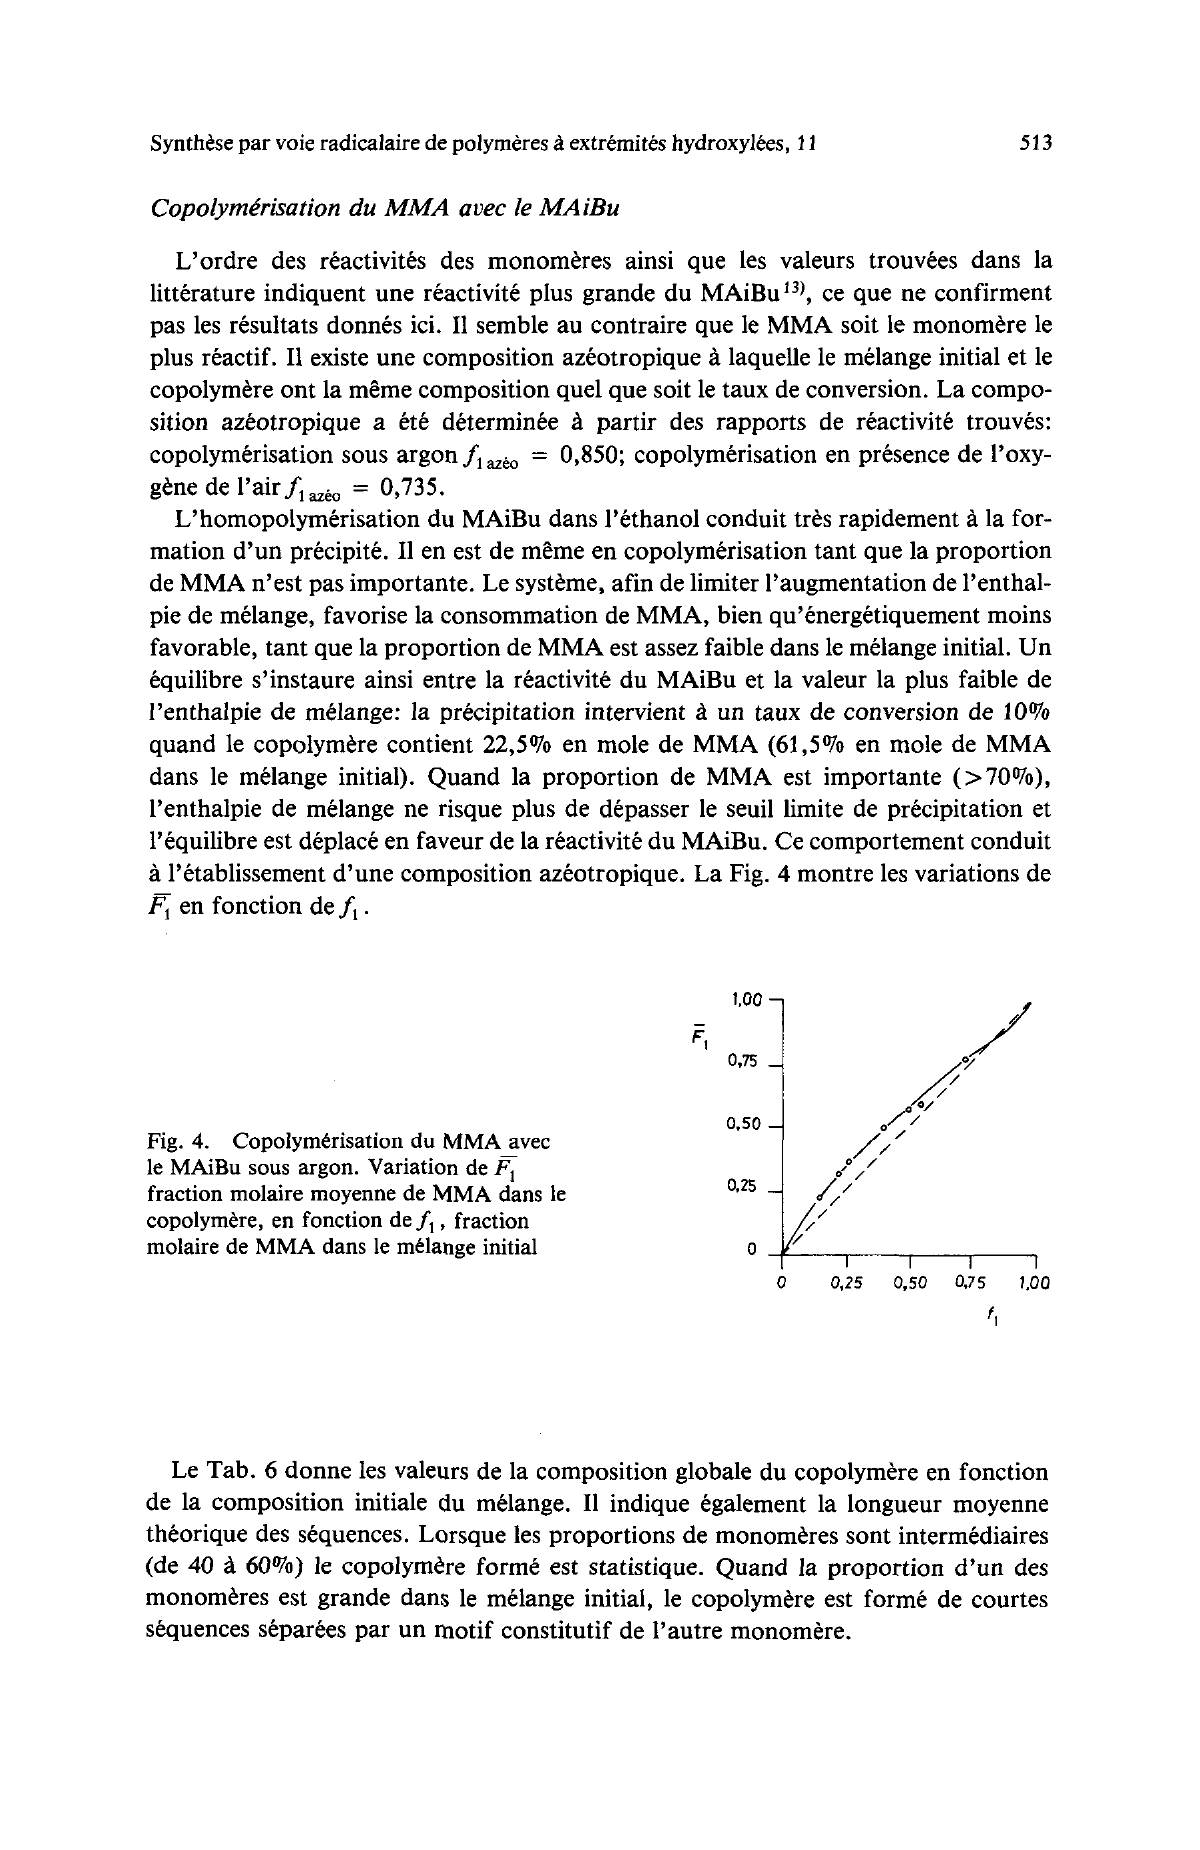 Synthèse par voie radicalaire de polymères à extrémités hydroxylées, 11 513
Copolymérisation du MMA avec le MAiBu
L'ordre des réactivités des monomères ainsi que les valeurs trouvées dans la
littérature indiquent une réactivité plus grande du MAiBu¹³⁾, ce que ne confirment
pas les résultats donnés ici. Il semble au contraire que le MMA soit le monomère le
plus réactif. Il existe une composition azéotropique à laquelle le mélange initial et le
copolymère ont la même composition quel que soit le taux de conversion. La compo-
sition azéotropique a été déterminée à partir des rapports de réactivité trouvés:
copolymérisation sous argon f₁ azéo = 0,850; copolymérisation en présence de l'oxy-
gène de l'air f₁ azéo = 0,735.
L'homopolymérisation du MAiBu dans l'éthanol conduit très rapidement à la for-
mation d'un précipité. Il en est de même en copolymérisation tant que la proportion
de MMA n'est pas importante. Le système, afin de limiter l'augmentation de l'enthal-
pie de mélange, favorise la consommation de MMA, bien qu'énergétiquement moins
favorable, tant que la proportion de MMA est assez faible dans le mélange initial. Un
équilibre s'instaure ainsi entre la réactivité du MAiBu et la valeur la plus faible de
l'enthalpie de mélange: la précipitation intervient à un taux de conversion de 10%
quand le copolymère contient 22,5% en mole de MMA (61,5% en mole de MMA
dans le mélange initial). Quand la proportion de MMA est importante (>70%),
l'enthalpie de mélange ne risque plus de dépasser le seuil limite de précipitation et
l'équilibre est déplacé en faveur de la réactivité du MAiBu. Ce comportement conduit
à l'établissement d'une composition azéotropique. La Fig. 4 montre les variations de
F̅₁ en fonction de f₁.
Fig. 4. Copolymérisation du MMA avec
le MAiBu sous argon. Variation de F̅₁
fraction molaire moyenne de MMA dans le
copolymère, en fonction de f₁, fraction
molaire de MMA dans le mélange initial
1,00
F̅₁
0,75
0,50
0,25
0
0 0,25 0,50 0,75 1,00
f₁
Le Tab. 6 donne les valeurs de la composition globale du copolymère en fonction
de la composition initiale du mélange. Il indique également la longueur moyenne
théorique des séquences. Lorsque les proportions de monomères sont intermédiaires
(de 40 à 60%) le copolymère formé est statistique. Quand la proportion d'un des
monomères est grande dans le mélange initial, le copolymère est formé de courtes
séquences séparées par un motif constitutif de l'autre monomère.